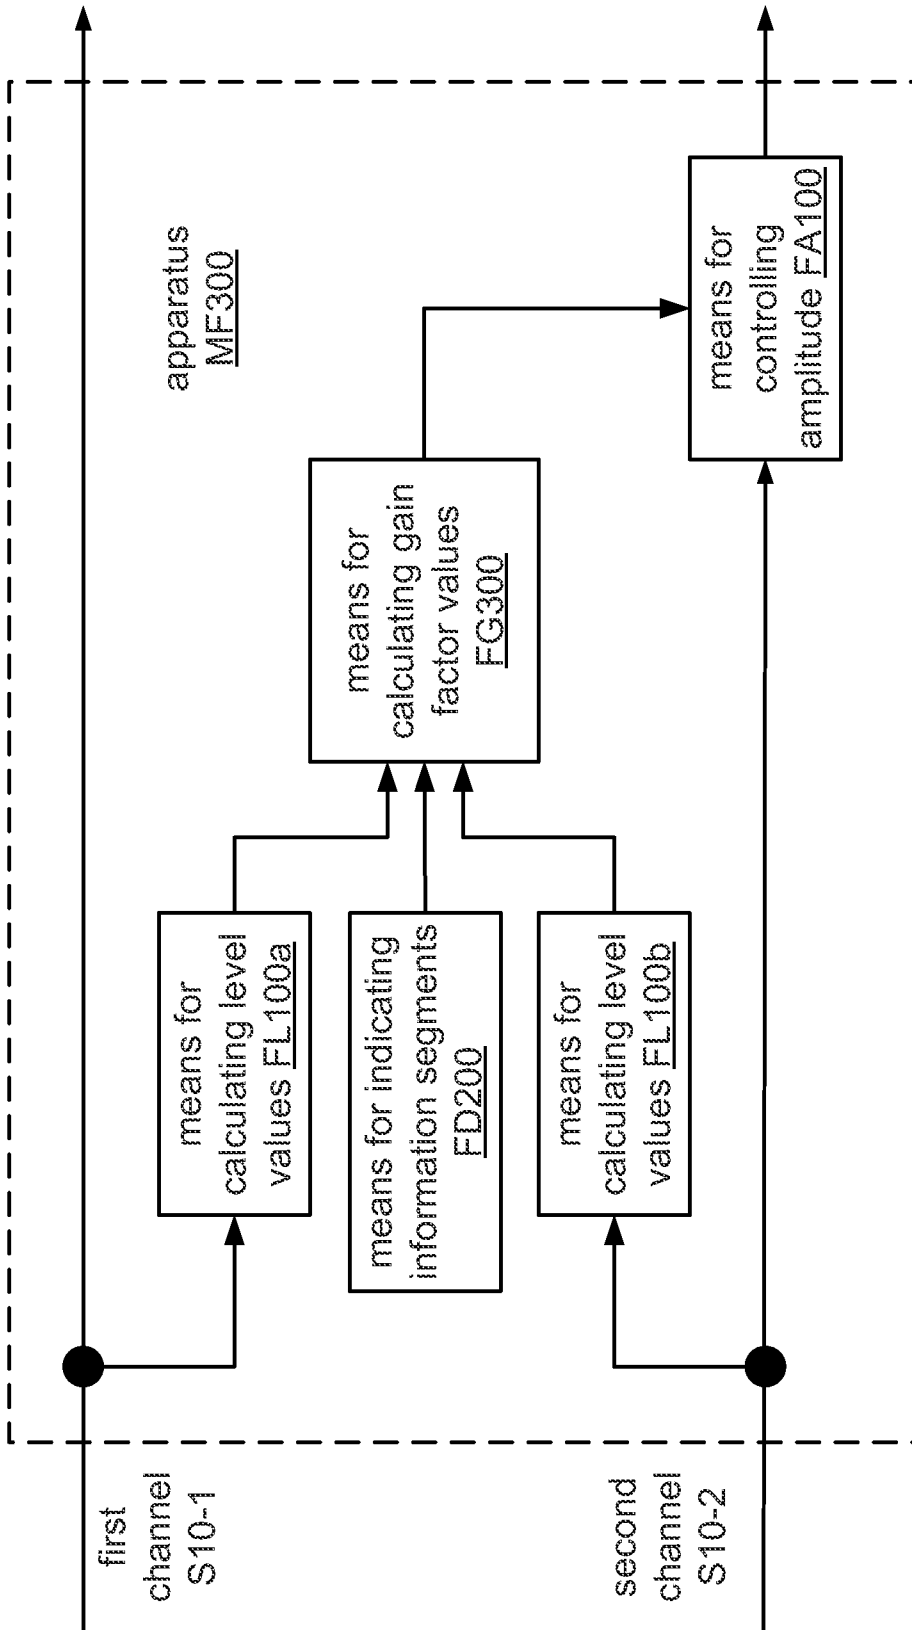 first
channel
S10-1
second
channel
S10-2
means for
calculating level
values FL100a
means for indicating
information segments
FD200
means for
calculating level
values FL100b
means for
calculating gain
factor values
FG300
apparatus
MF300
means for
controlling
amplitude FA100